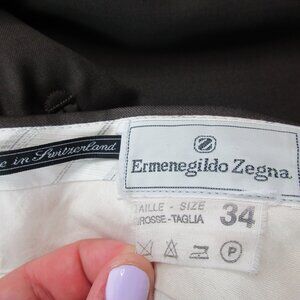 e in Switzerland
Ermenegildo Zegna
TAILLE - SIZE
GROSSE-TAGLIA
34
P